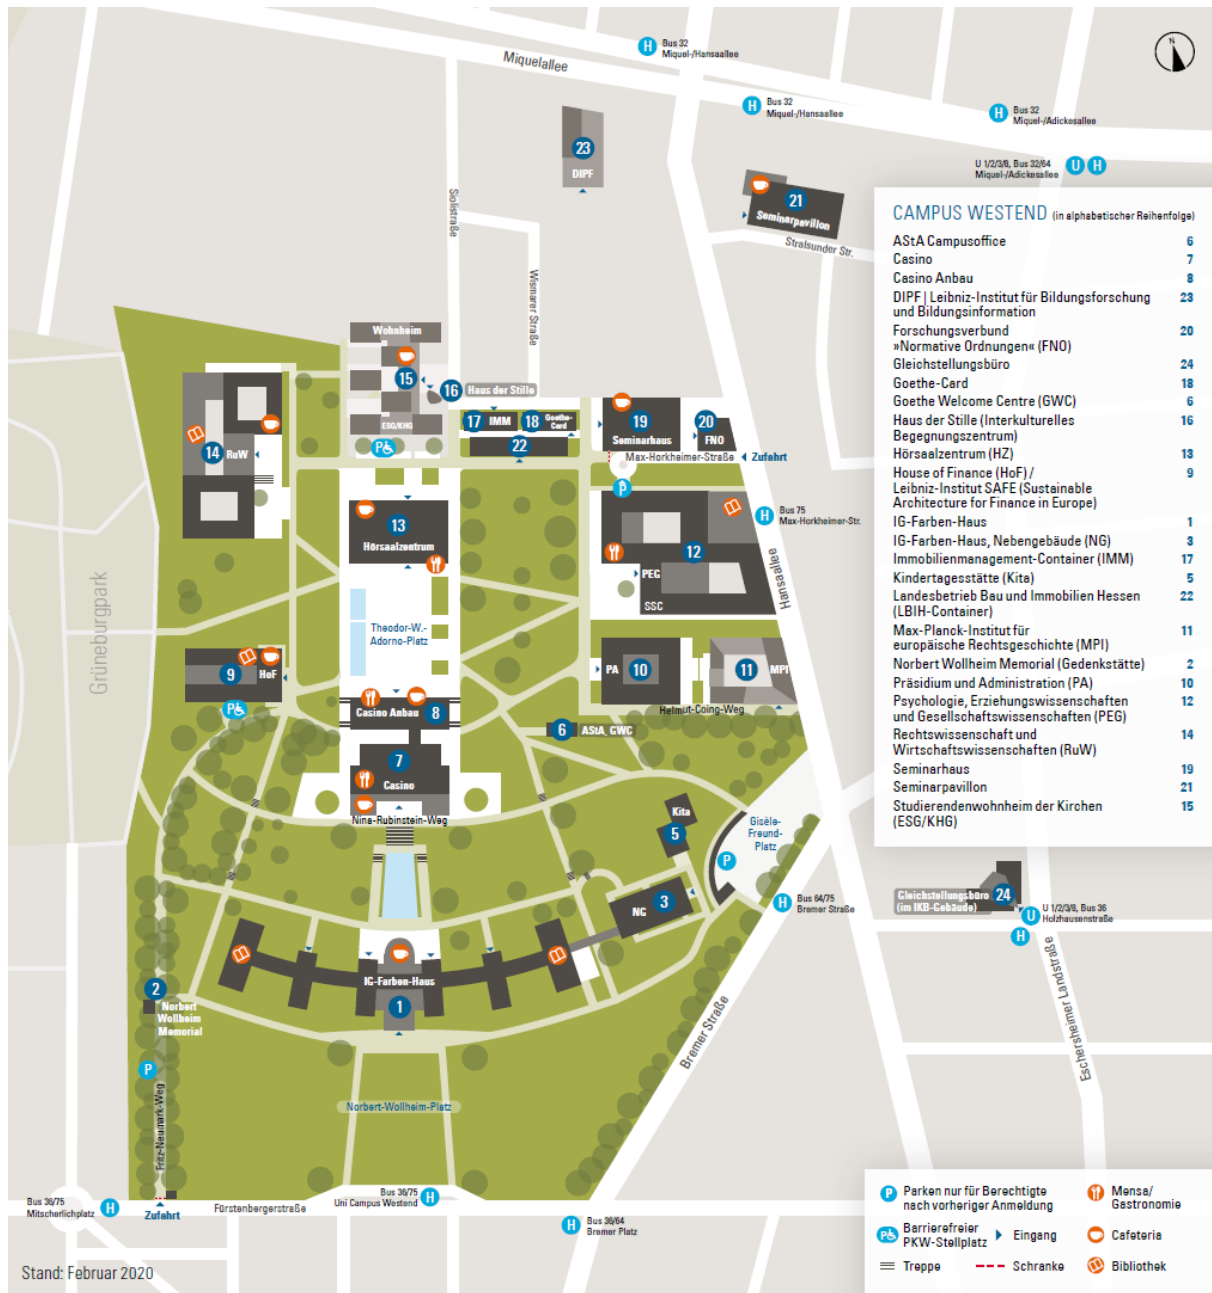 Bus 32
Miquel-/Hansaallee
N
Miquelallee
Bus 32
Miquel-/Hansaallee
Bus 32
Miquel-/Adickesallee
U 1/2/3/8, Bus 32/64
Miquel-/Adickesallee
H
H
H
U H
23
DIPF
21
Seminarpavillon
Stralsunder Str.
Siolistraße
Wismarer Straße
CAMPUS WESTEND (in alphabetischer Reihenfolge)
AStA Campusoffice 6
Casino 7
Casino Anbau 8
DIPF | Leibniz-Institut für Bildungsforschung 23
und Bildungsinformation
Forschungsverbund 20
»Normative Ordnungen« (FNO)
Gleichstellungsbüro 24
Goethe-Card 18
Goethe Welcome Centre (GWC) 6
Haus der Stille (Interkulturelles 16
Begegnungszentrum)
Hörsaalzentrum (HZ) 13
House of Finance (HoF) / 9
Leibniz-Institut SAFE (Sustainable
Architecture for Finance in Europe)
IG-Farben-Haus 1
IG-Farben-Haus, Nebengebäude (NG) 3
Immobilienmanagement-Container (IMM) 17
Kindertagesstätte (Kita) 5
Landesbetrieb Bau und Immobilien Hessen 22
(LBIH-Container)
Max-Planck-Institut für 11
europäische Rechtsgeschichte (MPI)
Norbert Wollheim Memorial (Gedenkstätte) 2
Präsidium und Administration (PA) 10
Psychologie, Erziehungswissenschaften 12
und Gesellschaftswissenschaften (PEG)
Rechtswissenschaft und 14
Wirtschaftswissenschaften (RuW)
Seminarhaus 19
Seminarpavillon 21
Studierendenwohnheim der Kirchen 15
(ESG/KHG)
Wohnheim
15
16 Haus der Stille
ESG/KHG
P
17 IMM
18 Goethe-
Card
22
19
Seminarhaus
20
FNO
Max-Horkheimer-Straße
Zufahrt
P
14 RuW
13
Hörsaalzentrum
12
PEG
SSC
H
Bus 75
Max-Horkheimer-Str.
Hansaallee
Grüneburgpark
Theodor-W.-
Adorno-Platz
9
HoF
P
PA 10
11 MPI
Helmut-Coing-Weg
Casino Anbau 8
6 AStA, GWC
7
Casino
Nina-Rubinstein-Weg
Kita
5
Gisèle-
Freund-
Platz
P
3
NG
H
Bus 64/75
Bremer Straße
Gleichstellungsbüro
(im IKB-Gebäude)
24
U 1/2/3/8, Bus 36
Holzhausenstraße
U
H
IG-Farben-Haus
1
2
Norbert
Wollheim
Memorial
P
Fritz-Neumark-Weg
Bremer Straße
Eschersheimer Landstraße
Norbert-Wollheim-Platz
Bus 36/75
Mitscherlichplatz
H
Zufahrt
Fürstenbergerstraße
Bus 36/75
Uni Campus Westend
H
H
Bus 36/64
Bremer Platz
P Parken nur für Berechtigte
nach vorheriger Anmeldung
Mensa/
Gastronomie
P Barrierefreier
PKW-Stellplatz
Eingang
Cafeteria
Treppe
Schranke
Bibliothek
Stand: Februar 2020